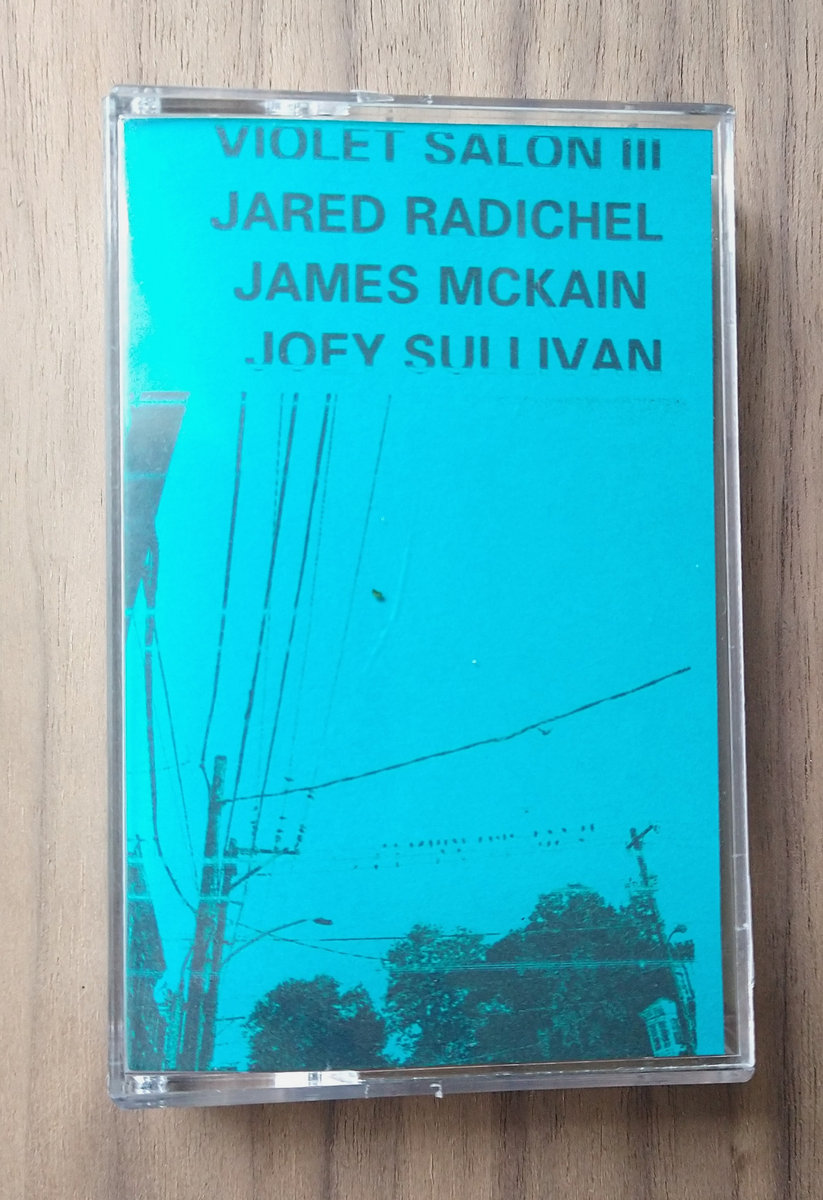 VIOLET SALON III
JARED RADICHEL
JAMES MCKAIN
JOEY SULLIVAN